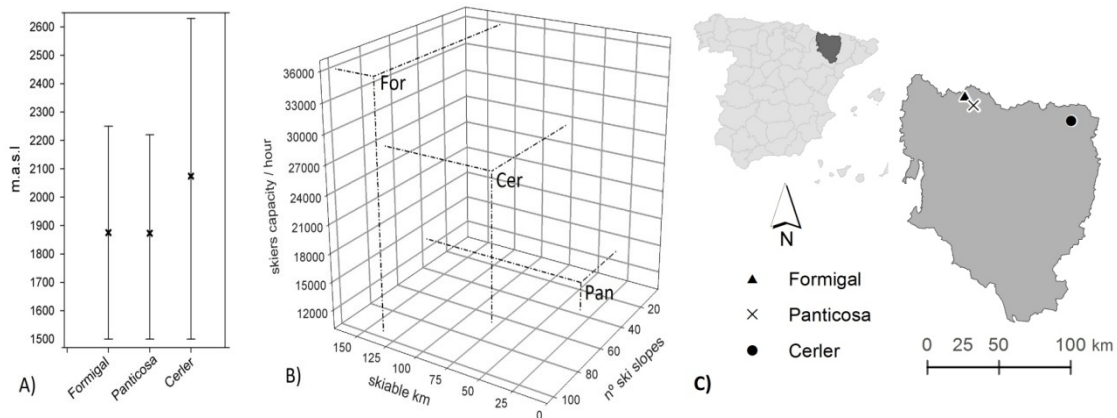 m.a.s.l
2600
2500
2400
2300
2200
2100
2000
1900
1800
1700
1600
1500
Formigal
Panticosa
Cerler
A)
skiers capacity / hour
36000
33000
30000
27000
24000
21000
18000
15000
12000
For
Cer
Pan
150
125
100
75
50
25
0
skiable km
20
40
60
80
100
nº ski slopes
B)
N
Formigal
Panticosa
Cerler
C)
0 25 50 100 km